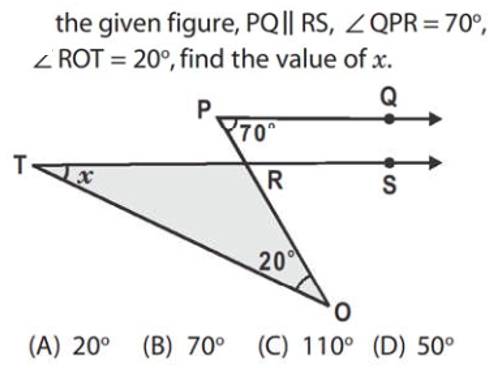 the given figure, PQ|| RS, ∠QPR = 70°,
∠ ROT = 20°, find the value of x.
P
Q
70°
T
x
R
S
20°
O
(A) 20° (B) 70° (C) 110° (D) 50°